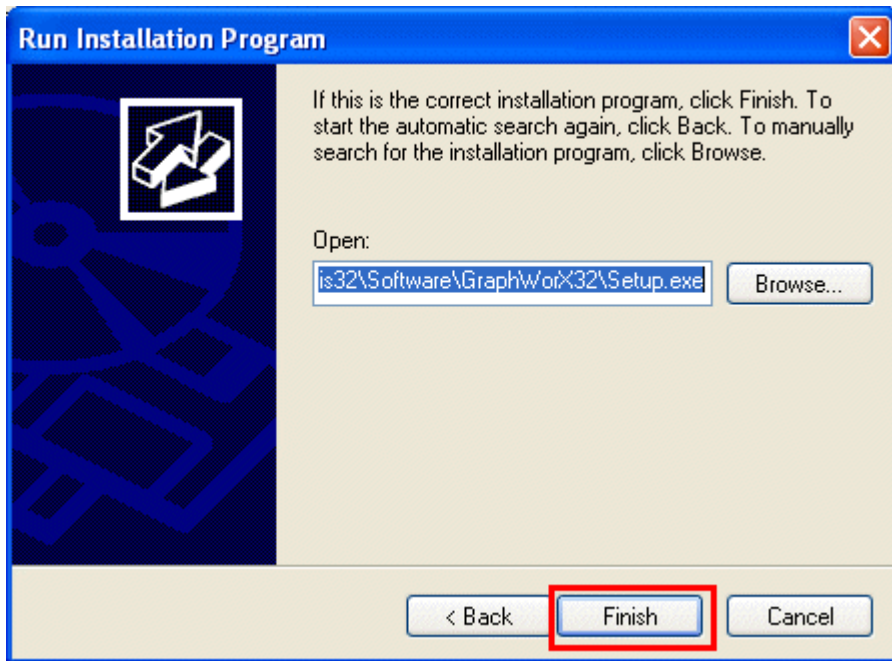 Run Installation Program
If this is the correct installation program, click Finish. To
start the automatic search again, click Back. To manually
search for the installation program, click Browse.
Open:
is32\Software\GraphWorX32\Setup.exe
Browse...
< Back
Finish
Cancel